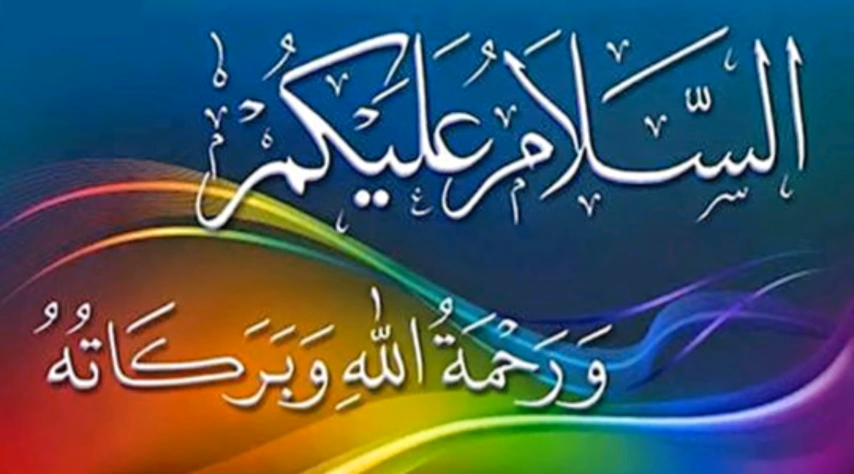 السَّلَامُ عَلَيْكُمْ
وَرَحْمَةُ اللهِ وَبَرَكَاتُهُ